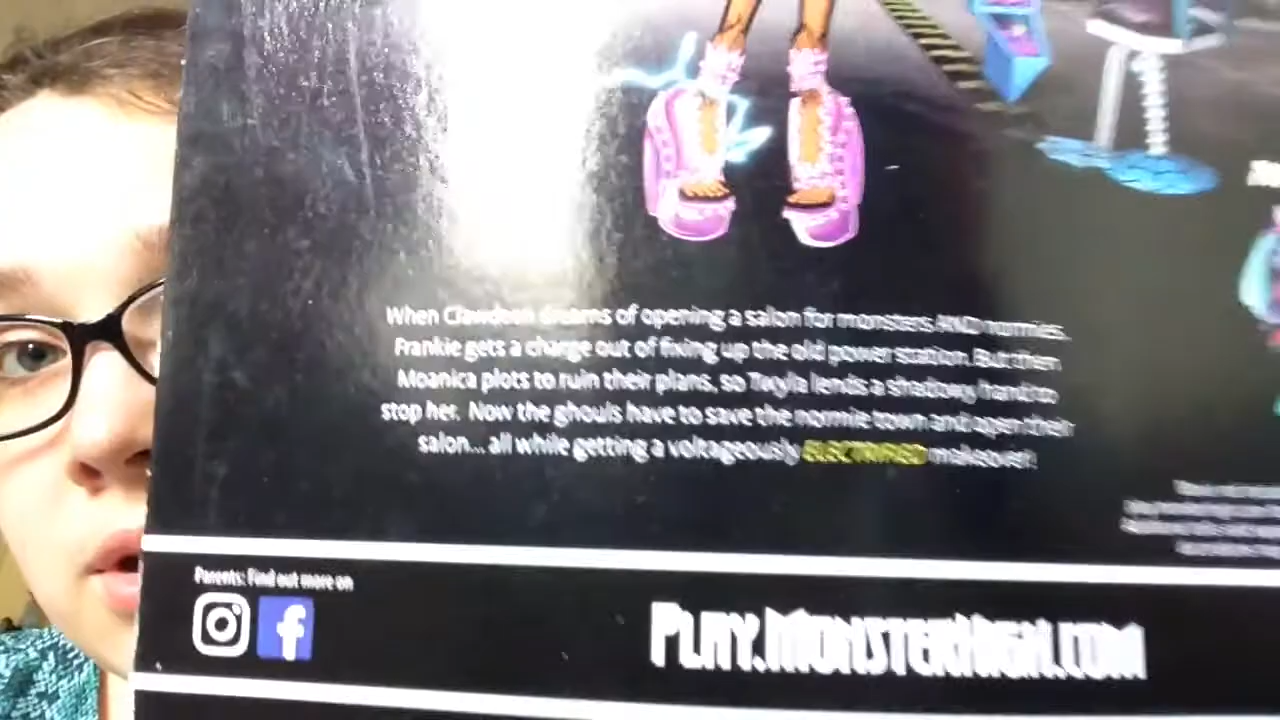 When Clawdeen dreams of opening a salon for monsters AND normies,
Frankie gets a charge out of fixing up the old power station. But then
Moanica plots to ruin their plans, so Twyla lends a shadowy hand to
stop her. Now the ghouls have to save the normie town and open their
salon... all while getting a voltageously ELECTRIFIED makeover!
Parents: Find out more on
PLAY.MONSTERHIGH.COM